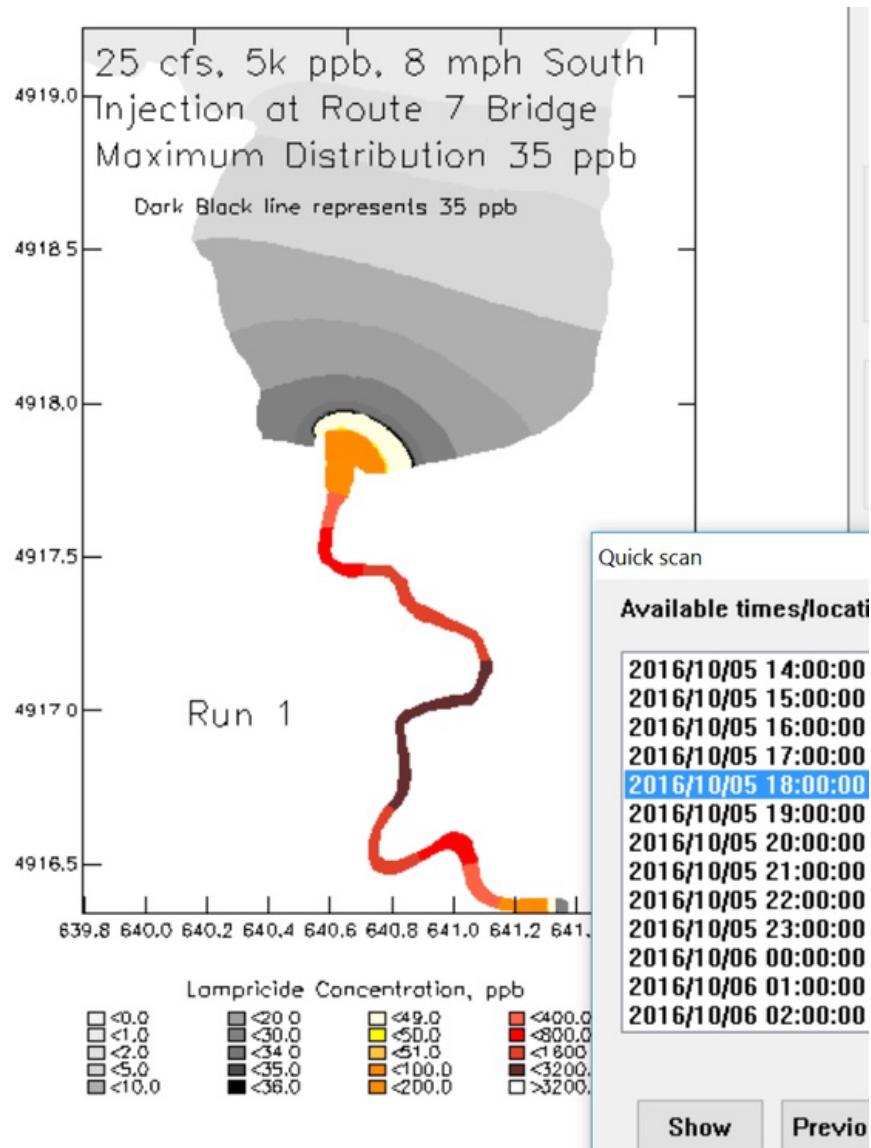 25 cfs, 5k ppb, 8 mph South
Injection at Route 7 Bridge
Maximum Distribution 35 ppb
Dark Black line represents 35 ppb
4919.0
4918.5
4918.0
4917.5
4917.0
4916.5
Run 1
639.8 640.0 640.2 640.4 640.6 640.8 641.0 641.2 641.
Lampricide Concentration, ppb
<0.0 <20.0 <49.0 <400.0
<1.0 <30.0 <50.0 <800.0
<2.0 <34.0 <51.0 <1600
<5.0 <35.0 <100.0 <3200.
<10.0 <36.0 <200.0 >3200.
Quick scan
Available times/locati
2016/10/05 14:00:00
2016/10/05 15:00:00
2016/10/05 16:00:00
2016/10/05 17:00:00
2016/10/05 18:00:00
2016/10/05 19:00:00
2016/10/05 20:00:00
2016/10/05 21:00:00
2016/10/05 22:00:00
2016/10/05 23:00:00
2016/10/06 00:00:00
2016/10/06 01:00:00
2016/10/06 02:00:00
Show Previo